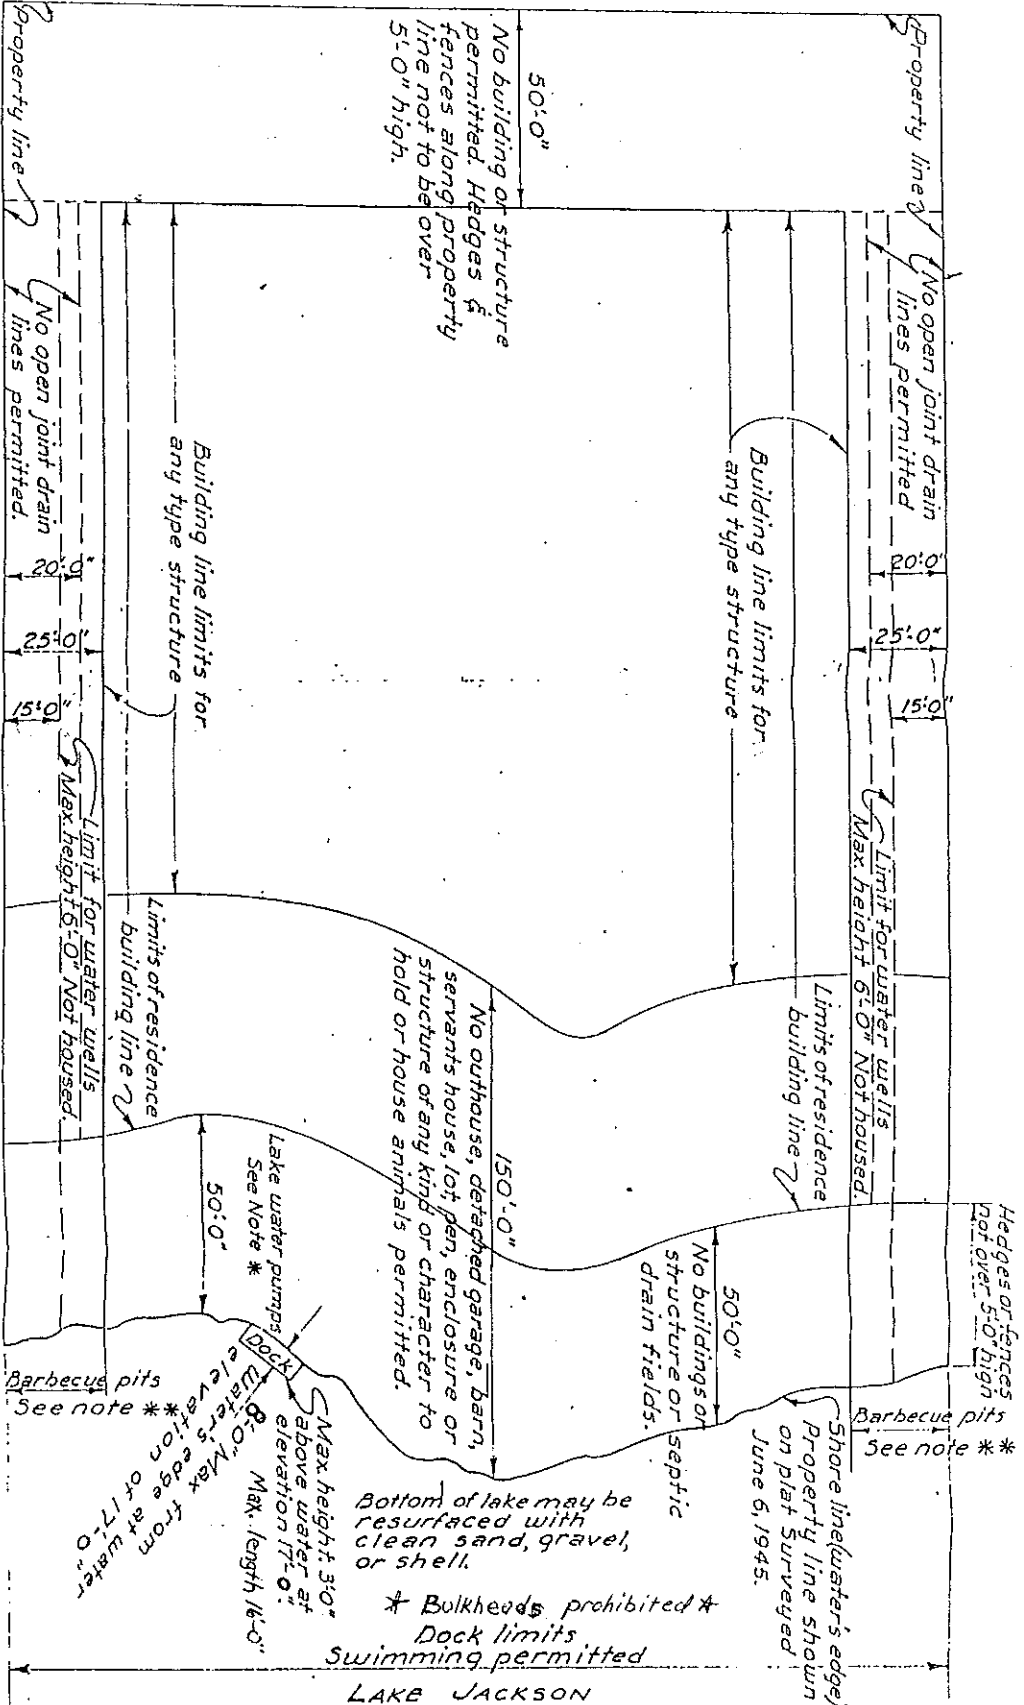 Property line
50'-0"
No building or structure
permitted. Hedges &
fences along property
line not to be over
5'-0" high.
Property line
Property line
No open joint drain
lines permitted.
20'-0"
25'-0"
15'-0"
Limit for water wells
Max. height 6'-0" Not housed.
Building line limits for
any type structure
Limits of residence
building line
Building line limits for
any type structure
No open joint drain
lines permitted
20'-0"
25'-0"
15'-0"
Limit for water wells
Max. height 6'-0" Not housed.
Limits of residence
building line
150'-0"
No outhouse, detached garage, barn,
servants house, lot, pen, enclosure or
structure of any kind or character to
hold or house animals permitted.
50'-0"
No buildings or
structure or septic
drain fields.
50'-0"
Lake water pumps
See Note *
Dock
Hedges or fences
not over 5'-0" high
Barbecue pits
See note **
Barbecue pits
See note **
Shore line (water's edge)
Property line shown
on plat Surveyed
June 6, 1945.
Max. height 3'-0"
above water at
elevation 17'-0".
Max. length 16'-0"
8'-0" Max from
water's edge at water
elevation of 17'-0"
Bottom of lake may be
resurfaced with
clean sand, gravel,
or shell.
* Bulkheads prohibited *
Dock limits
Swimming permitted
LAKE JACKSON